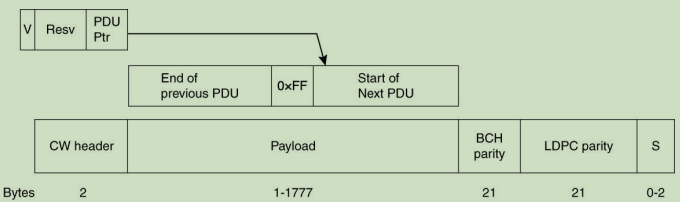 V Resv PDU Ptr
End of previous PDU 0×FF Start of Next PDU
CW header Payload BCH parity LDPC parity S
Bytes 2 1-1777 21 21 0-2